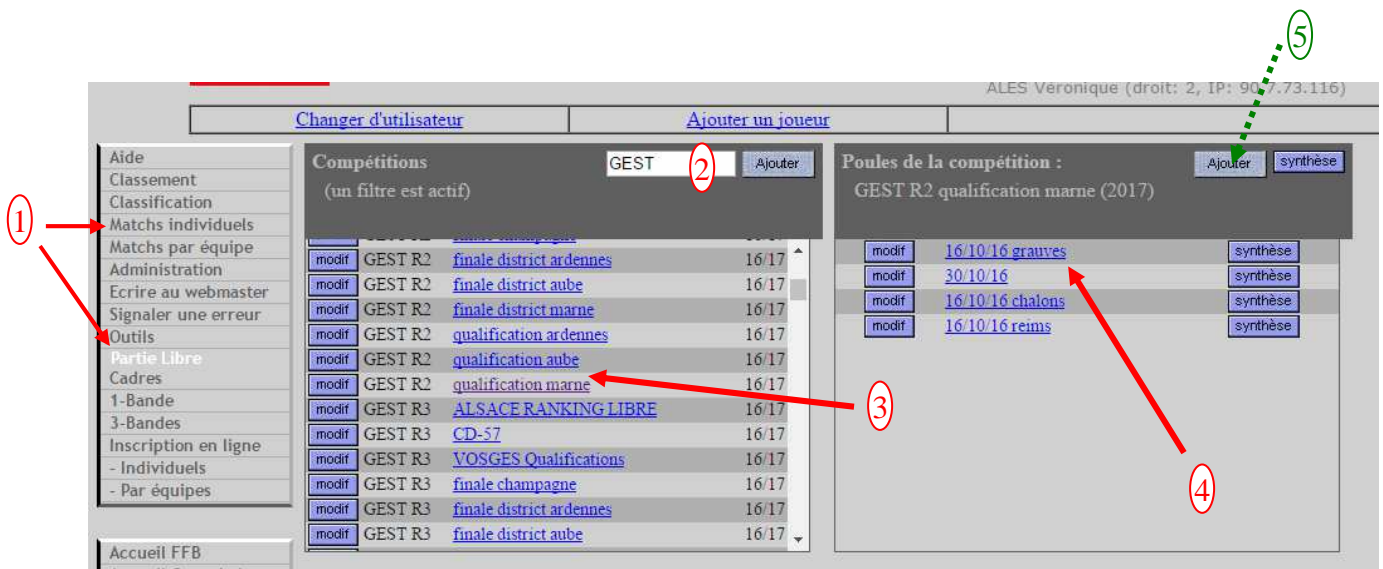 5
ALES Véronique (droit: 2, IP: 90.7.73.116)
Changer d'utilisateur
Ajouter un joueur
1
Aide
Classement
Classification
Matchs individuels
Matchs par équipe
Administration
Ecrire au webmaster
Signaler une erreur
Outils
Partie Libre
Cadres
1-Bande
3-Bandes
Inscription en ligne
- Individuels
- Par équipes
Accueil FFB
Compétitions GEST 2 Ajouter
(un filtre est actif)
modif GEST R2 finale district ardennes 16/17
modif GEST R2 finale district aube 16/17
modif GEST R2 finale district marne 16/17
modif GEST R2 qualification ardennes 16/17
modif GEST R2 qualification aube 16/17
modif GEST R2 qualification marne 16/17
modif GEST R3 ALSACE RANKING LIBRE 16/17
modif GEST R3 CD-57 16/17
modif GEST R3 VOSGES Qualifications 16/17
modif GEST R3 finale champagne 16/17
modif GEST R3 finale district ardennes 16/17
modif GEST R3 finale district aube 16/17
3
Poules de la compétition : Ajouter synthèse
GEST R2 qualification marne (2017)
modif 16/10/16 grauves synthèse
modif 30/10/16 synthèse
modif 16/10/16 chalons synthèse
modif 16/10/16 reims synthèse
4